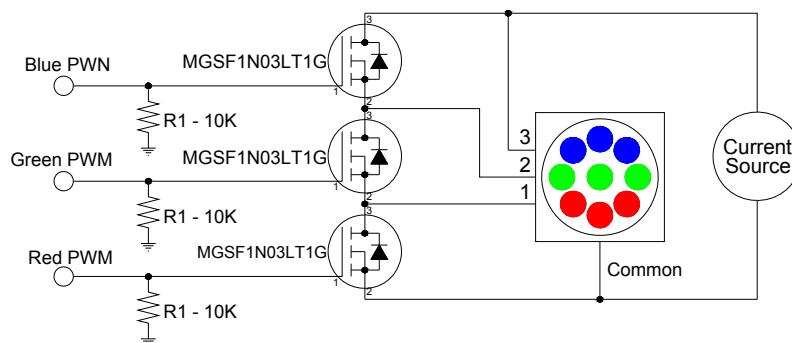 3
MGSF1N03LT1G
Blue PWN
1
2
R1 - 10K
3
MGSF1N03LT1G
Green PWM
1
2
R1 - 10K
3
MGSF1N03LT1G
Red PWM
1
2
R1 - 10K
3
2
1
Common
Current
Source